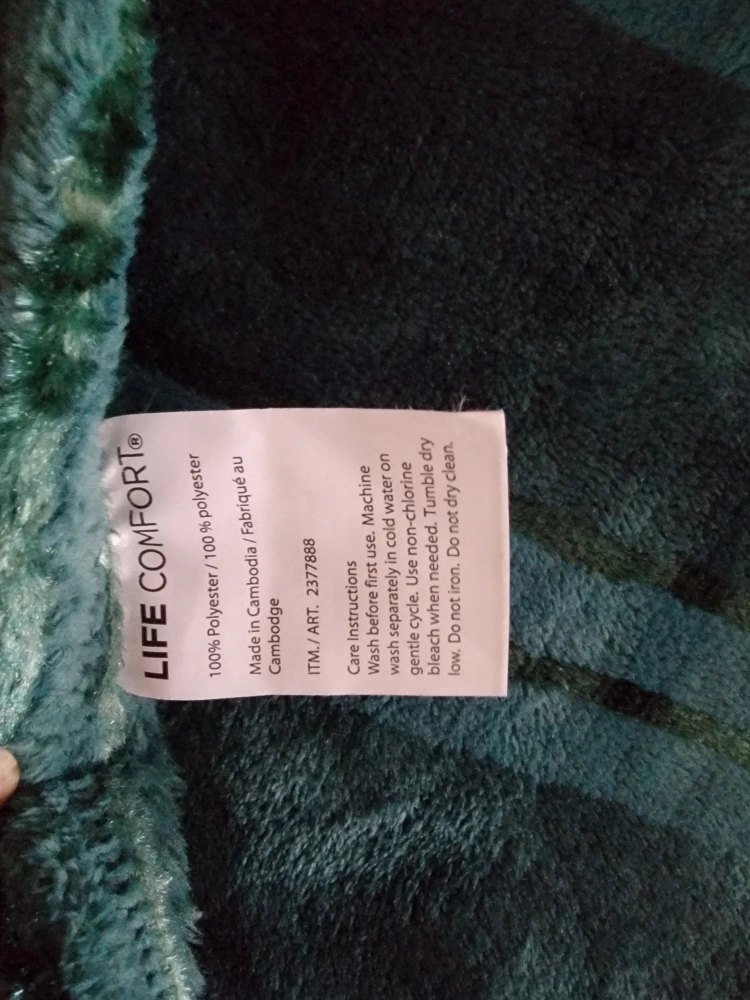 LIFE COMFORT®
100% Polyester / 100 % polyester
Made in Cambodia / Fabriqué au
Cambodge
ITM. / ART. 2377888
Care Instructions
Wash before first use. Machine
wash separately in cold water on
gentle cycle. Use non-chlorine
bleach when needed. Tumble dry
low. Do not iron. Do not dry clean.